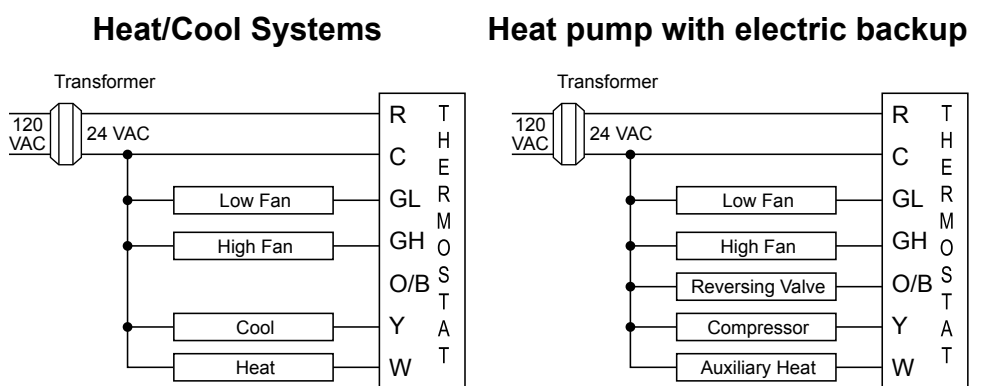 Heat/Cool Systems
Transformer
120
VAC
24 VAC
R
C
GL
GH
O/B
Y
W
THERMOSTAT
Low Fan
High Fan
Cool
Heat
Heat pump with electric backup
Transformer
120
VAC
24 VAC
R
C
GL
GH
O/B
Y
W
THERMOSTAT
Low Fan
High Fan
Reversing Valve
Compressor
Auxiliary Heat